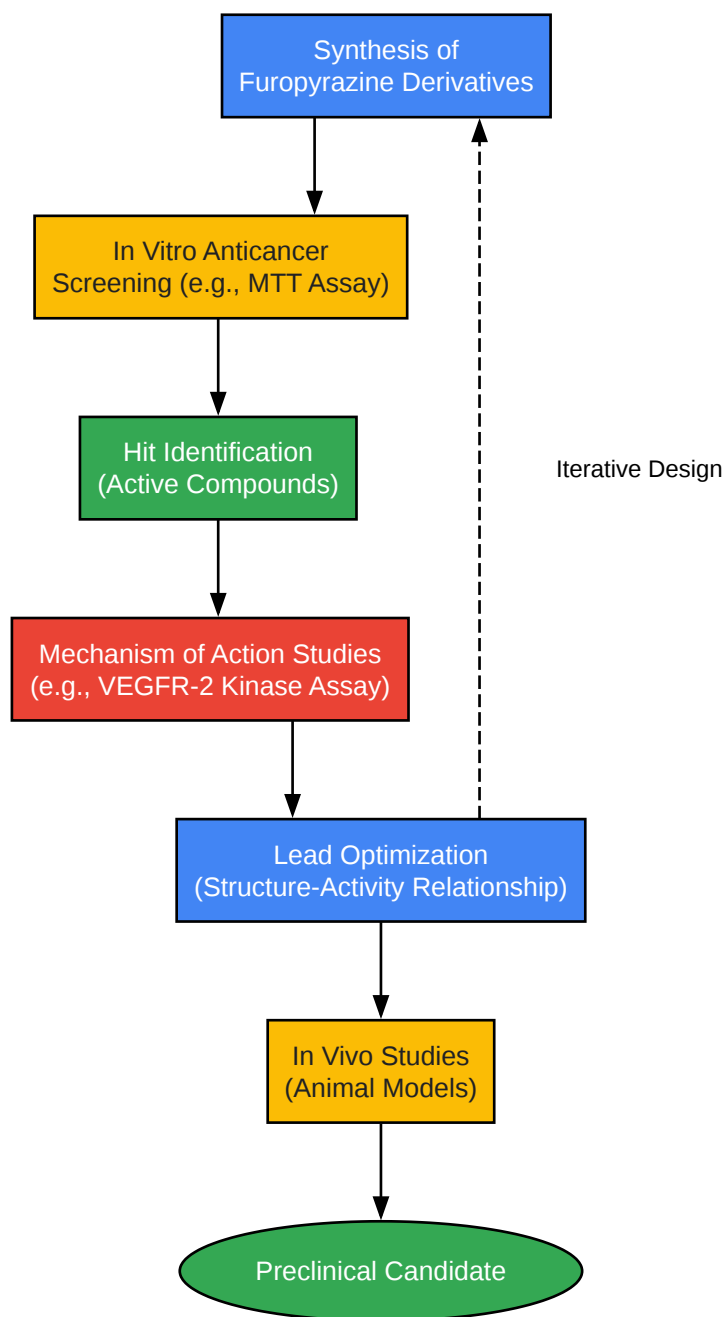 Synthesis of
Furopyrazine Derivatives
In Vitro Anticancer
Screening (e.g., MTT Assay)
Hit Identification
(Active Compounds)
Iterative Design
Mechanism of Action Studies
(e.g., VEGFR-2 Kinase Assay)
Lead Optimization
(Structure-Activity Relationship)
In Vivo Studies
(Animal Models)
Preclinical Candidate